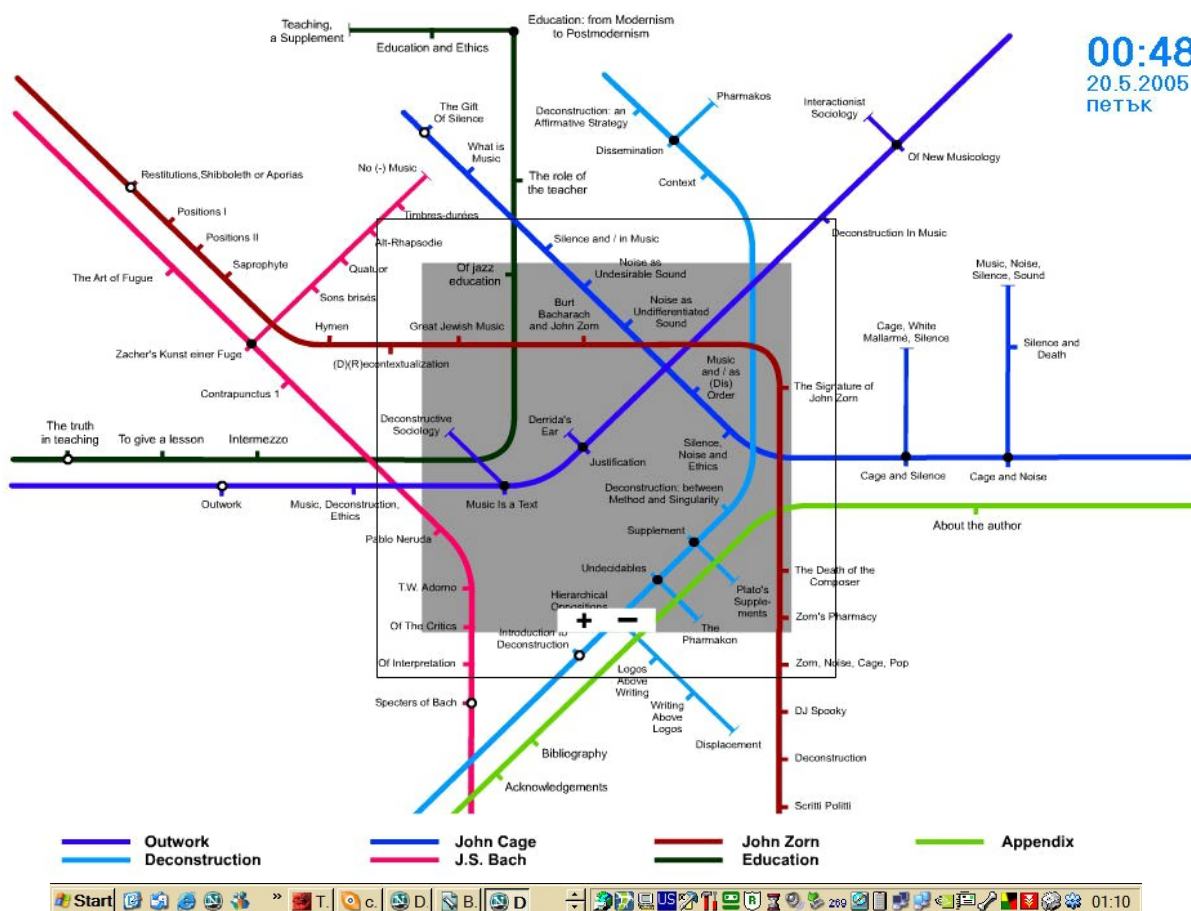 Teaching,
a Supplement
Education and Ethics
Education: from Modernism
to Postmodernism
00:48
20.5.2005
петък
The Gift
Of Silence
What is
Music
Deconstruction: an
Affirmative Strategy
Pharmakos
Dissemination
Context
Interactionist
Sociology
Of New Musicology
Restitutions,Shibboleth or Aporias
No (-) Music
The role of
the teacher
Positions I
Positions II
Saprophyte
Timbres-durées
Alt-Rhapsodie
Quatuor
Sons brisés
The Art of Fugue
Silence and / in Music
Deconstruction In Music
Of jazz
education
Noise as
Undesirable Sound
Music, Noise,
Silence, Sound
Hymen
Great Jewish Music
Burt
Bacharach
and John Zorn
Noise as
Undifferentiated
Sound
Cage, White
Mallarmé, Silence
Silence and
Death
Zacher's Kunst einer Fuge
(D)(R)econtextualization
Music
and / as
(Dis)
Order
The Signature of
John Zorn
Contrapunctus 1
The truth
in teaching
To give a lesson
Intermezzo
Deconstructive
Sociology
Derrida's
Ear
Justification
Silence,
Noise and
Ethics
Cage and Silence
Cage and Noise
Outwork
Music, Deconstruction,
Ethics
Music Is a Text
Deconstruction: between
Method and Singularity
About the author
Pablo Neruda
Supplement
Undecidables
Plato's
Supple-
ments
The Death of the
Composer
T.W. Adorno
Hierarchical
Oppositions
Of The Critics
+ −
The
Pharmakon
Zorn's Pharmacy
Introduction to
Deconstruction
Of Interpretation
Logos
Above
Writing
Zorn, Noise, Cage, Pop
Specters of Bach
Writing
Above
Logos
DJ Spooky
Displacement
Bibliography
Deconstruction
Acknowledgements
Scritti Politti
Outwork
John Cage
John Zorn
Appendix
Deconstruction
J.S. Bach
Education
Start
»
T.
c.
D.
B.
D
US
269
01:10